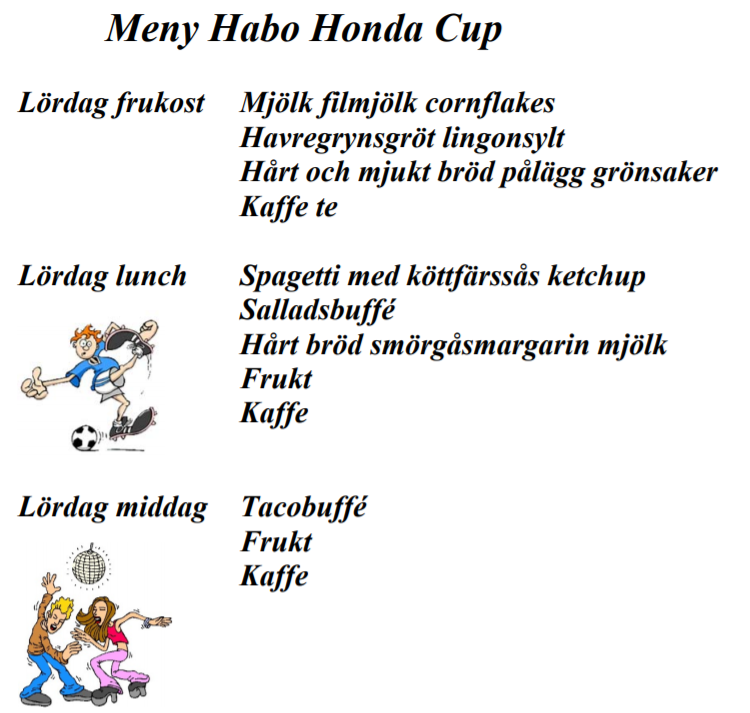 Meny Habo Honda Cup
Lördag frukost Mjölk filmjölk cornflakes
Havregrynsgröt lingonsylt
Hårt och mjukt bröd pålägg grönsaker
Kaffe te
Lördag lunch Spagetti med köttfärssås ketchup
Salladsbuffé
Hårt bröd smörgåsmargarin mjölk
Frukt
Kaffe
Lördag middag Tacobuffé
Frukt
Kaffe